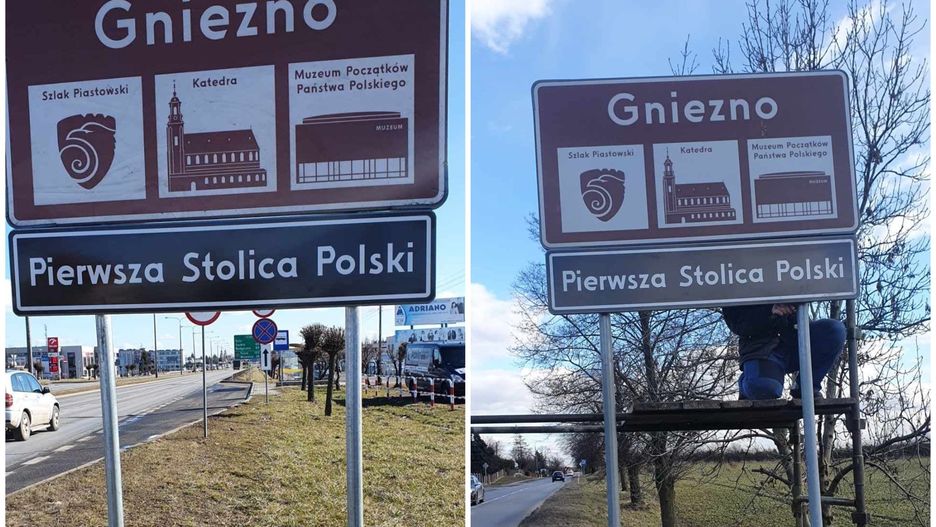 Gniezno
Szlak Piastowski
Katedra
Muzeum Początków
Państwa Polskiego
MUZEUM
Pierwsza Stolica Polski
ADRIANO
Gniezno
Szlak Piastowski
Katedra
Muzeum Początków
Państwa Polskiego
MUZEUM
Pierwsza Stolica Polski